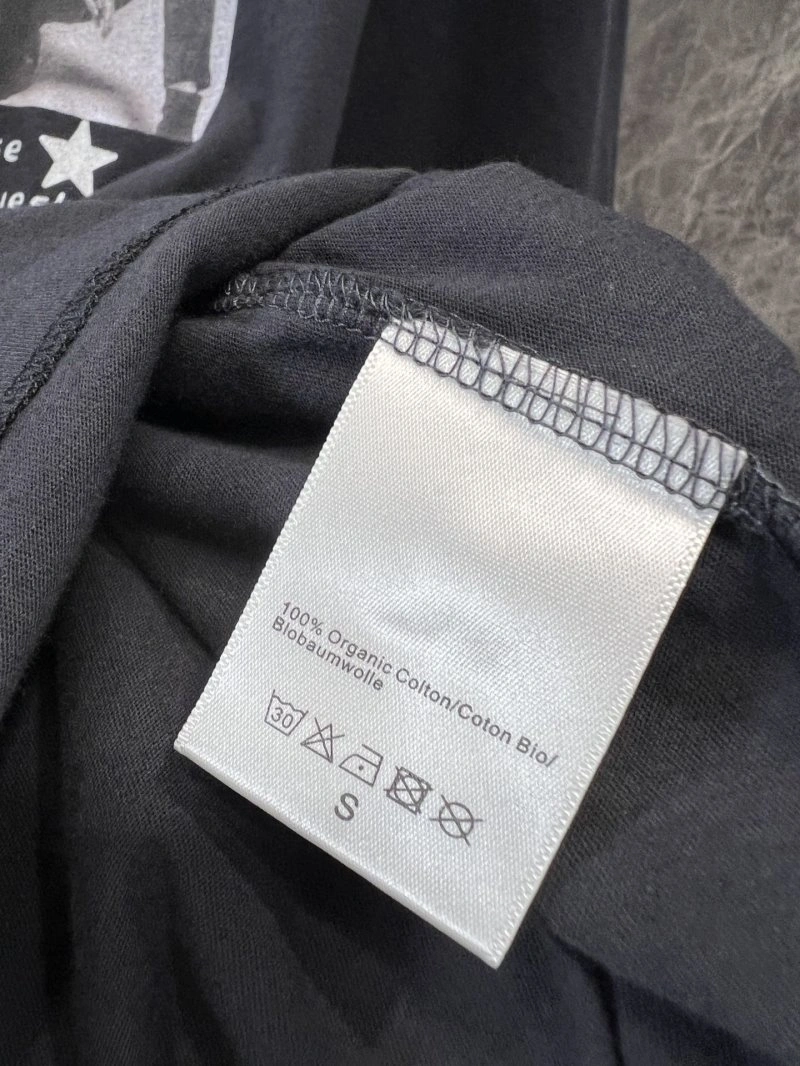 100% Organic Colton/Coton Bio/
Biobaumwolle
30
S